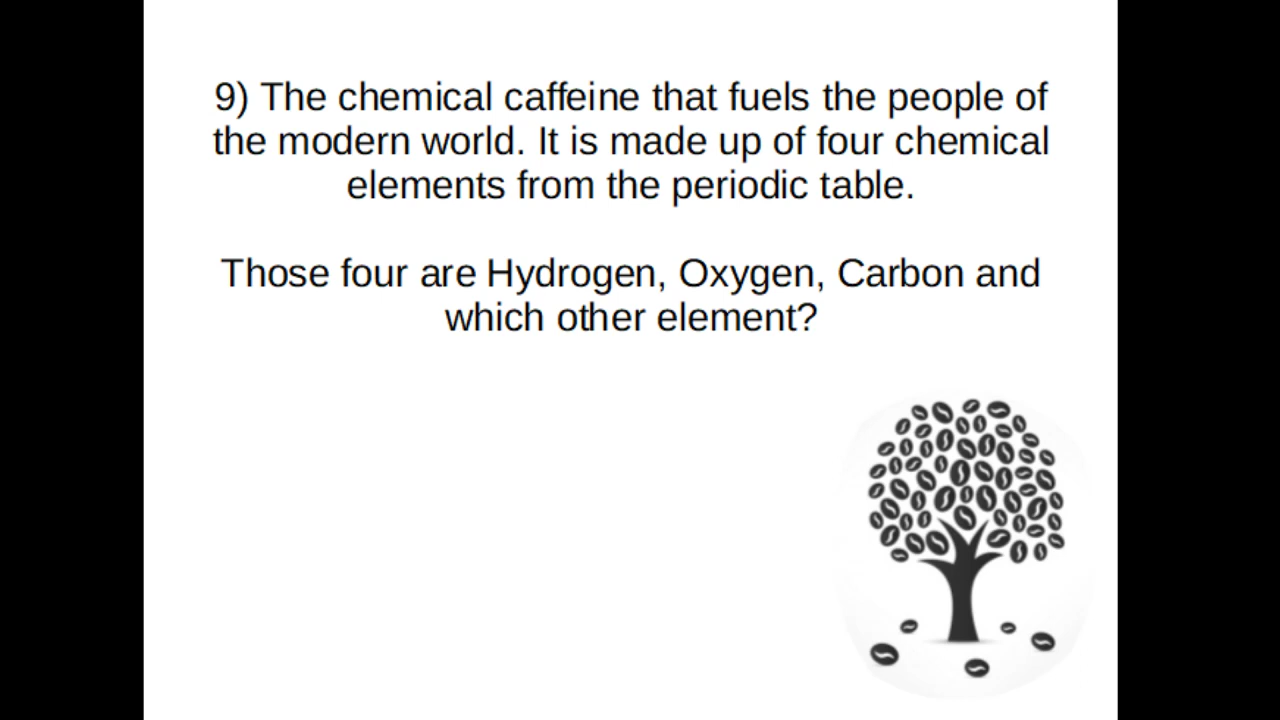 9) The chemical caffeine that fuels the people of
the modern world. It is made up of four chemical
elements from the periodic table.
Those four are Hydrogen, Oxygen, Carbon and
which other element?